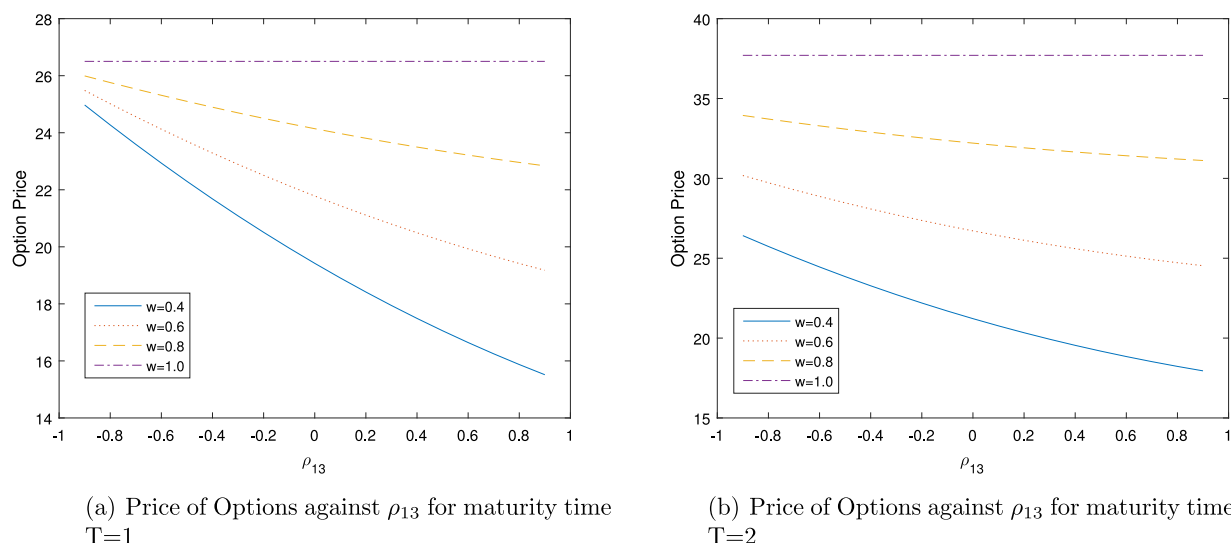 28
26
24
22
20
18
16
14
Option Price
w=0.4
w=0.6
w=0.8
w=1.0
-1 -0.8 -0.6 -0.4 -0.2 0 0.2 0.4 0.6 0.8 1
ρ13
(a) Price of Options against ρ13 for maturity time
T=1
40
35
30
25
20
15
Option Price
w=0.4
w=0.6
w=0.8
w=1.0
-1 -0.8 -0.6 -0.4 -0.2 0 0.2 0.4 0.6 0.8 1
ρ13
(b) Price of Options against ρ13 for maturity time
T=2